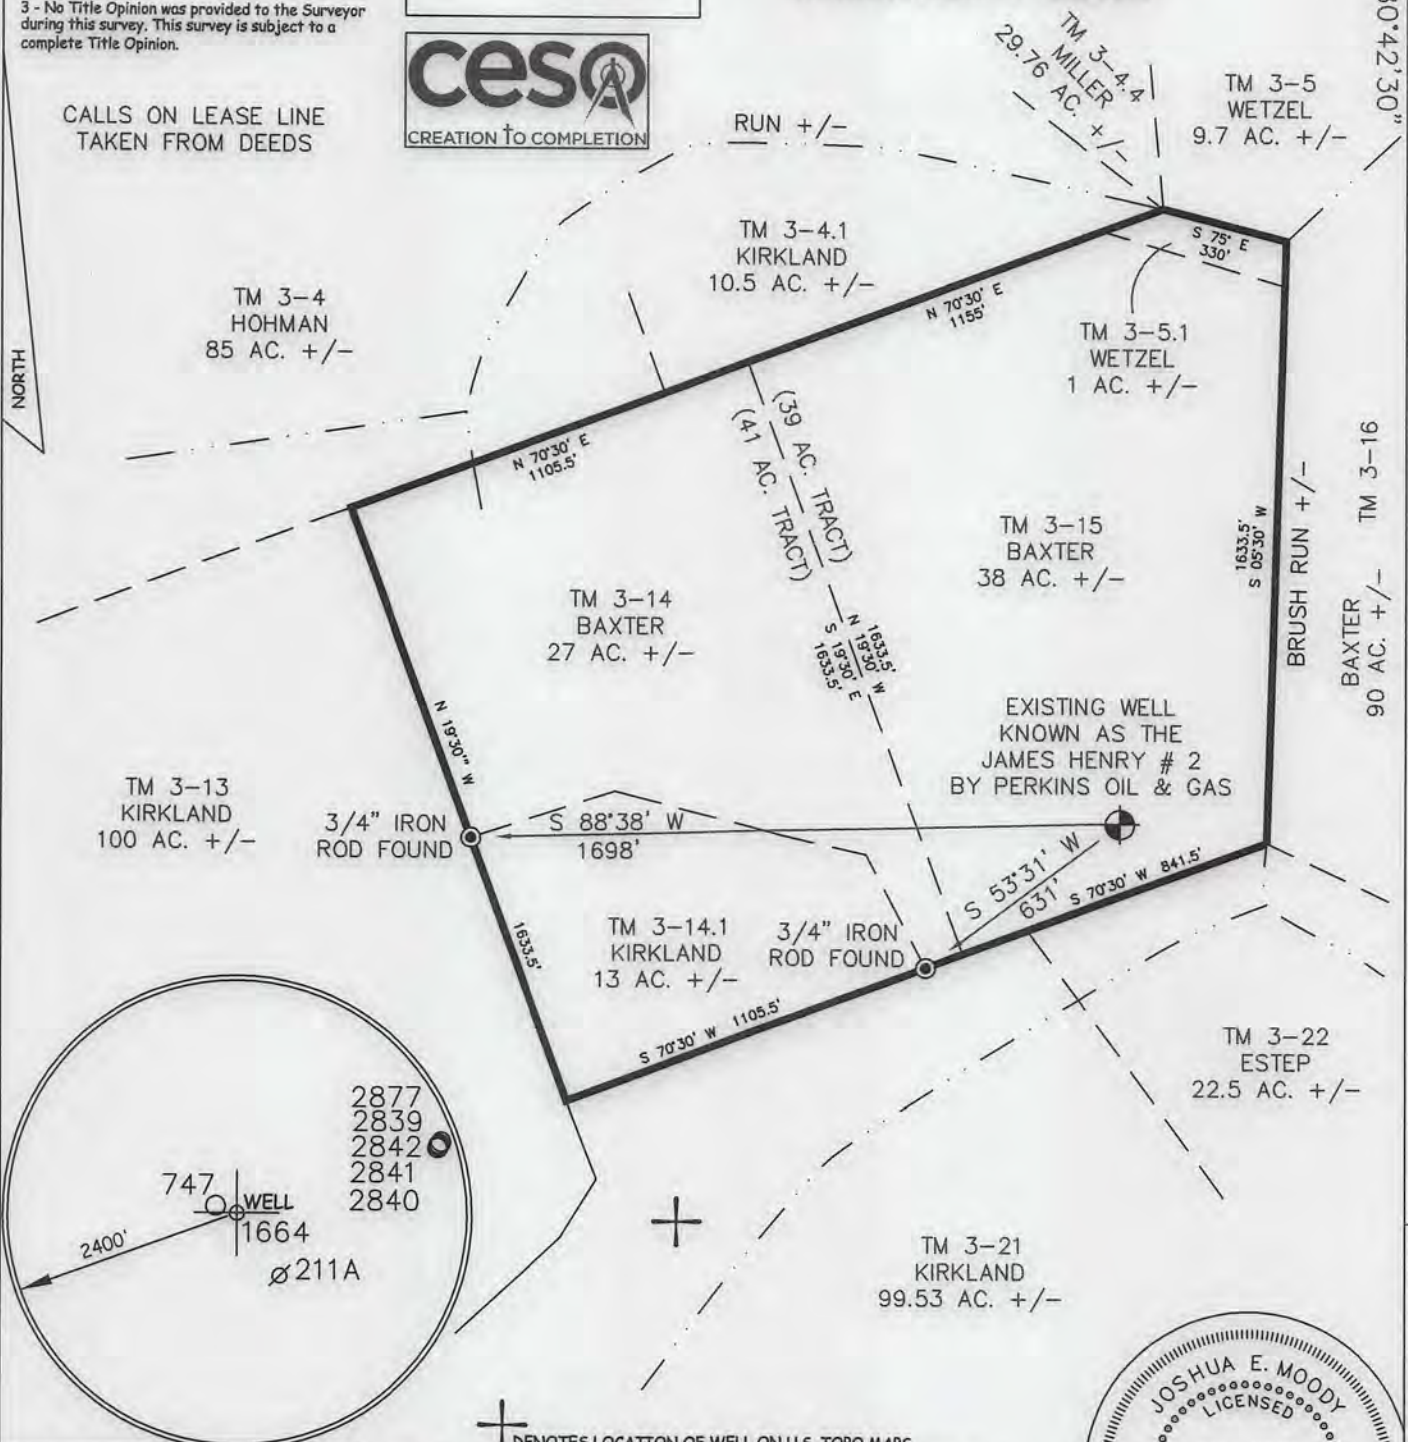 3 - No Title Opinion was provided to the Surveyor
during this survey. This survey is subject to a
complete Title Opinion.
ceso
CREATION to COMPLETION
CALLS ON LEASE LINE
TAKEN FROM DEEDS
RUN +/-
TM 3-4.4
MILLER
29.76 AC. +/-
TM 3-5
WETZEL
9.7 AC. +/-
0°42'30"
TM 3-4.1
KIRKLAND
10.5 AC. +/-
S 75° E
330'
TM 3-4
HOHMAN
85 AC. +/-
N 70°30' E
1155'
TM 3-5.1
WETZEL
1 AC. +/-
NORTH
N 70°30' E
1105.5'
(39 AC. TRACT)
(41 AC. TRACT)
TM 3-15
BAXTER
38 AC. +/-
1633.5'
S 05°30' W
BRUSH RUN +/-
TM 3-16
BAXTER
90 AC. +/-
TM 3-14
BAXTER
27 AC. +/-
1633.5'
N 19°30' W
S 19°30' E
1633.5'
N 19°30'" W
EXISTING WELL
KNOWN AS THE
JAMES HENRY # 2
BY PERKINS OIL & GAS
TM 3-13
KIRKLAND
100 AC. +/-
3/4" IRON
ROD FOUND
S 88°38' W
1698'
S 53°31' W
631'
S 70°30' W 841.5'
1633.5'
TM 3-14.1
KIRKLAND
13 AC. +/-
3/4" IRON
ROD FOUND
S 70°30' W 1105.5'
TM 3-22
ESTEP
22.5 AC. +/-
2877
2839
2842
2841
2840
747
WELL
1664
2400'
211A
TM 3-21
KIRKLAND
99.53 AC. +/-
JOSHUA E. MOODY
LICENSED
DENOTES LOCATION OF WELL ON U.S. TOPO MAPS